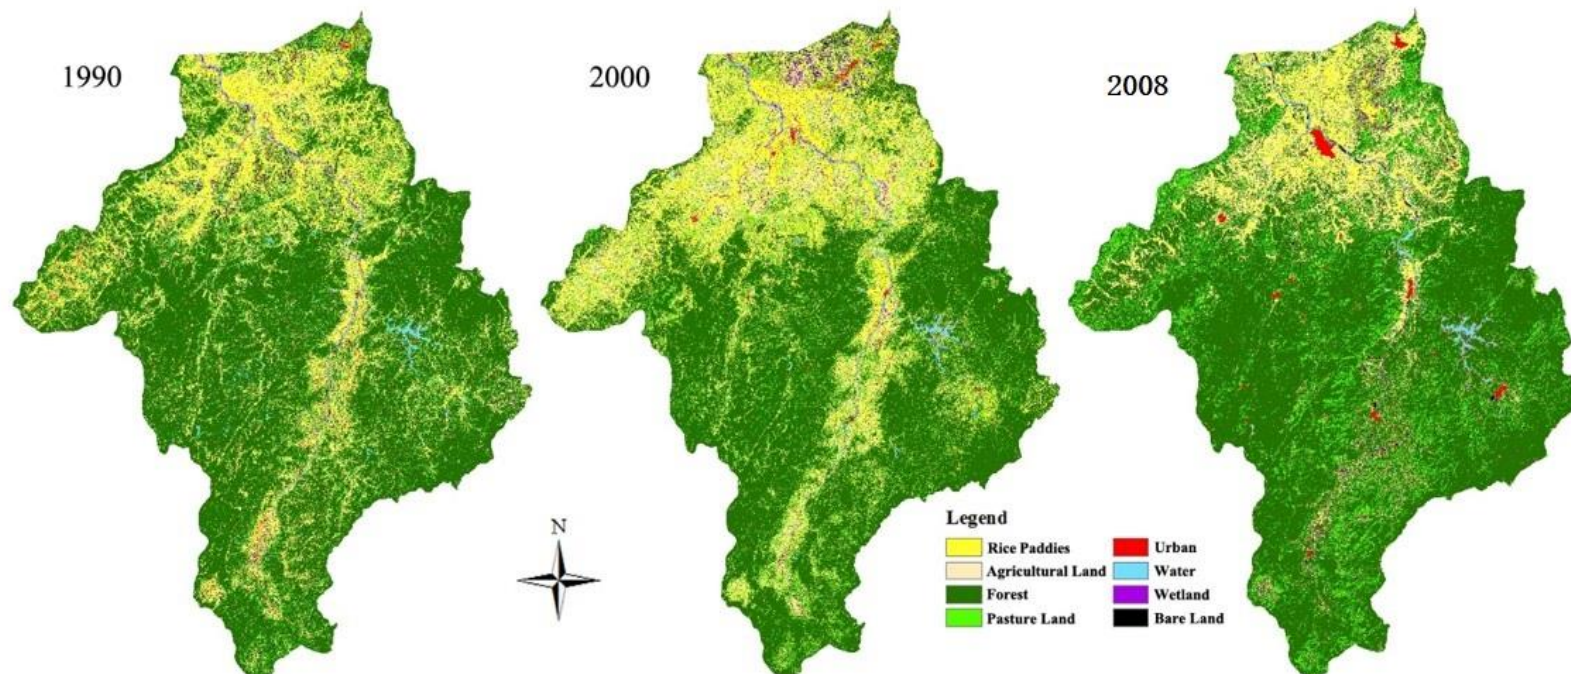 1990
2000
2008
N
Legend
Rice Paddies
Urban
Agricultural Land
Water
Forest
Wetland
Pasture Land
Bare Land